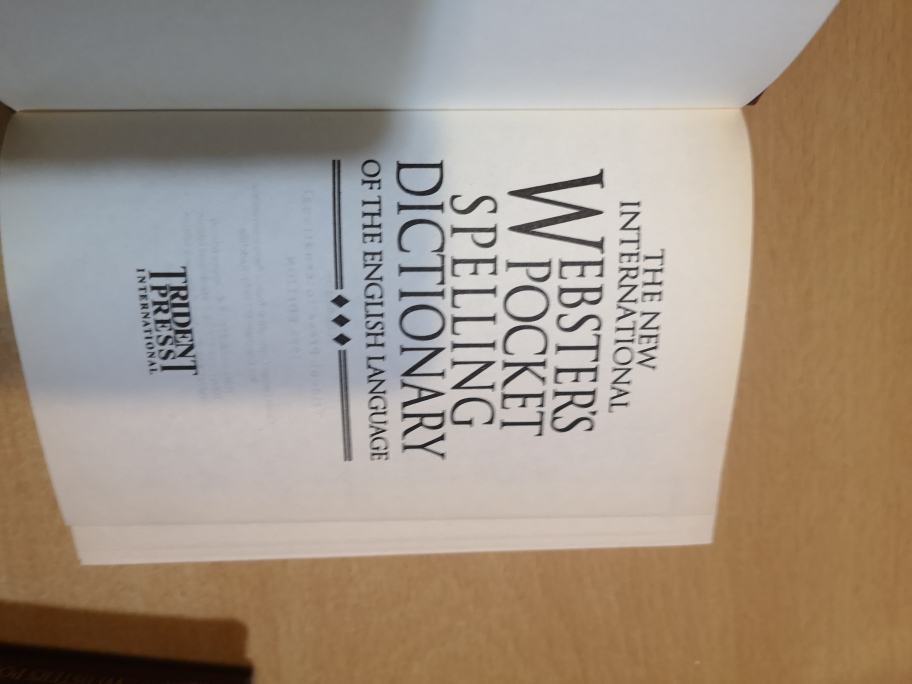 THE NEW
INTERNATIONAL
WEBSTER'S
POCKET
SPELLING
DICTIONARY
OF THE ENGLISH LANGUAGE
TRIDENT
PRESS
INTERNATIONAL